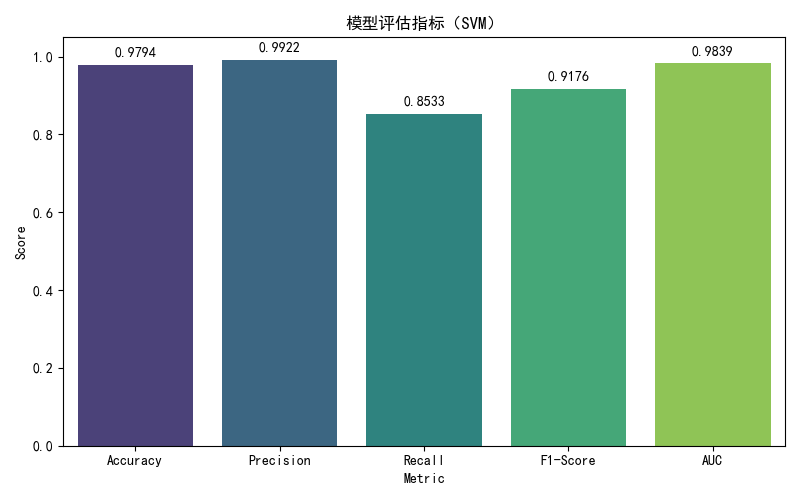 模型评估指标（SVM）
1.0
0.8
0.6
0.4
0.2
0.0
Score
0.9794
0.9922
0.8533
0.9176
0.9839
Accuracy
Precision
Recall
F1-Score
AUC
Metric